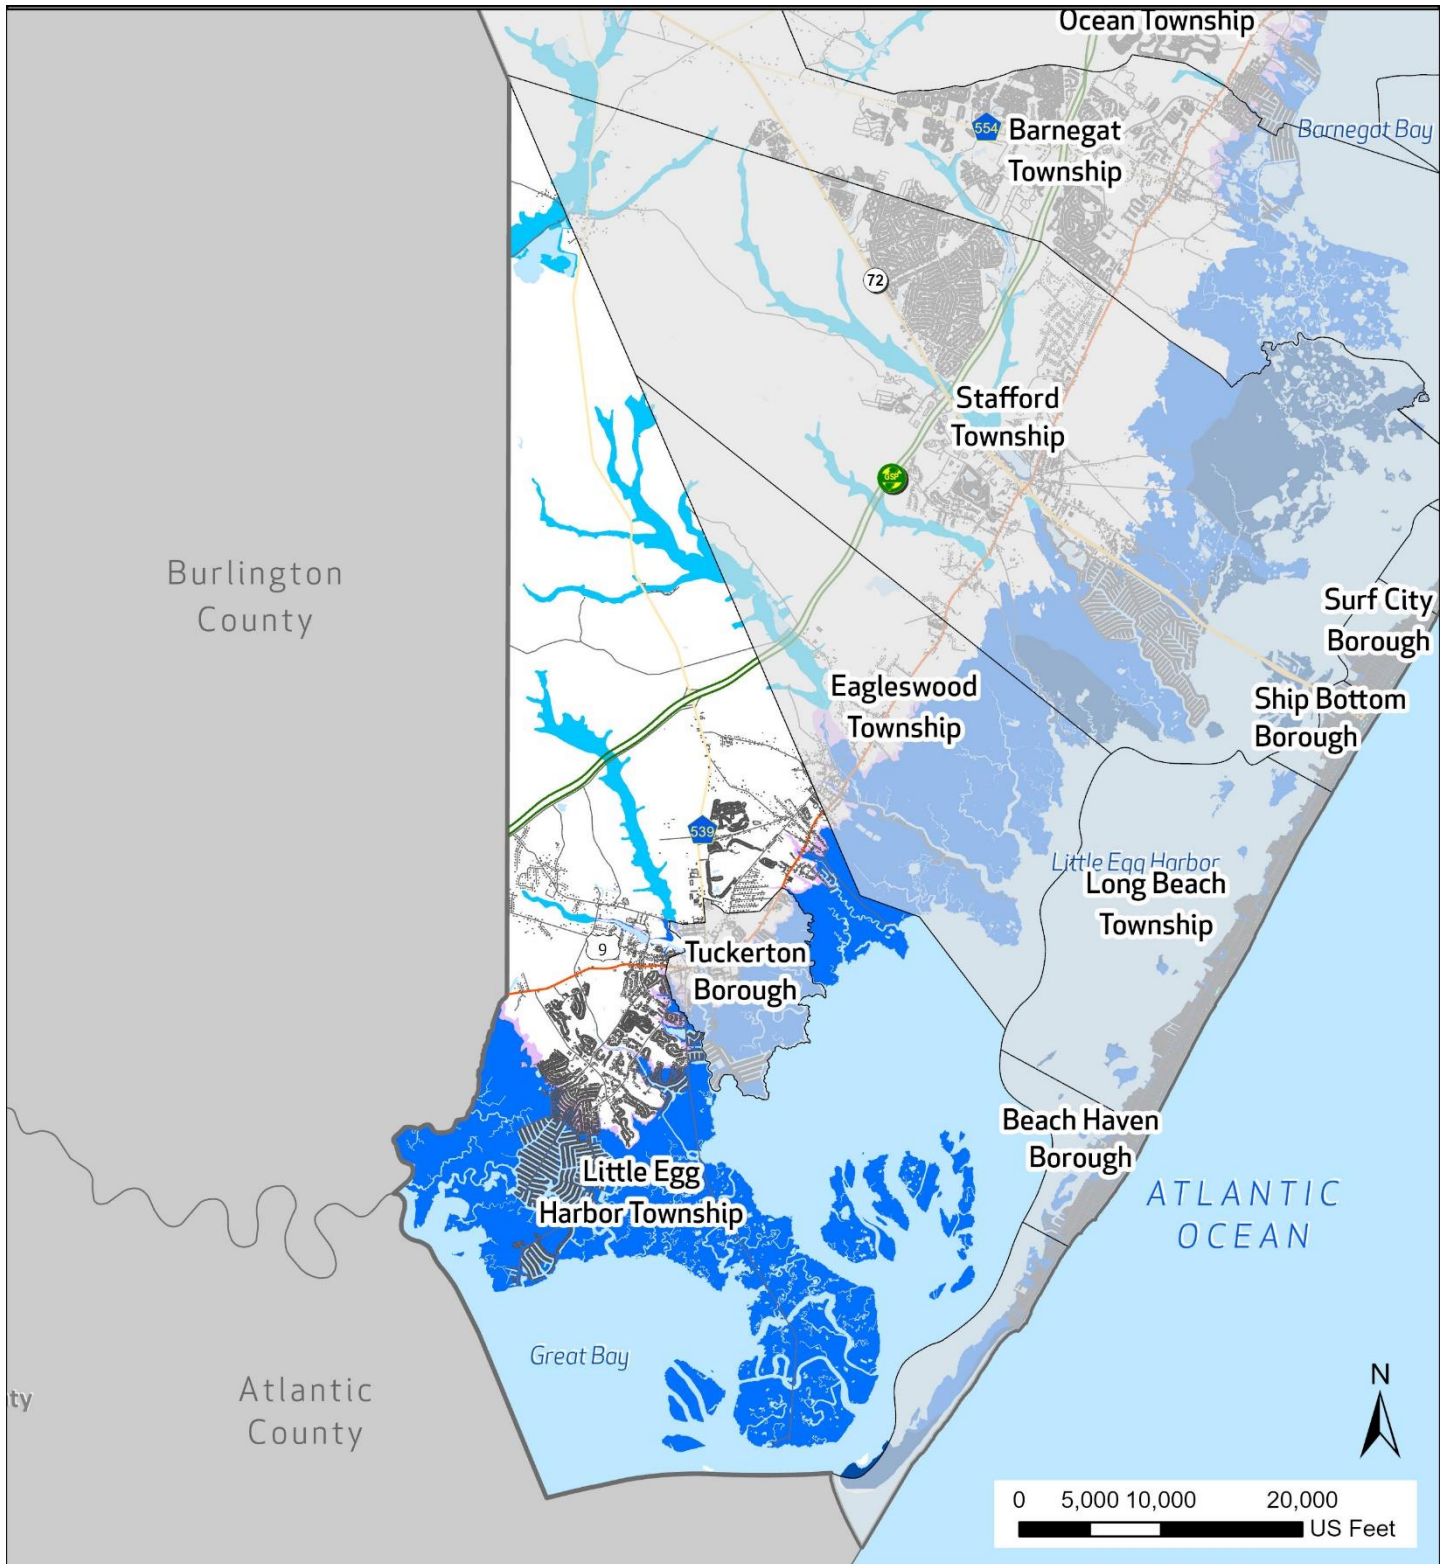 Ocean Township
554
Barnegat
Township
Barnegat Bay
72
Stafford
Township
GSP
Burlington
County
Surf City
Borough
Eagleswood
Township
Ship Bottom
Borough
539
Little Egg Harbor
Long Beach
Township
9
Tuckerton
Borough
Beach Haven
Borough
Little Egg
Harbor Township
ATLANTIC
OCEAN
Great Bay
Atlantic
County
ty
N
0 5,000 10,000 20,000
US Feet